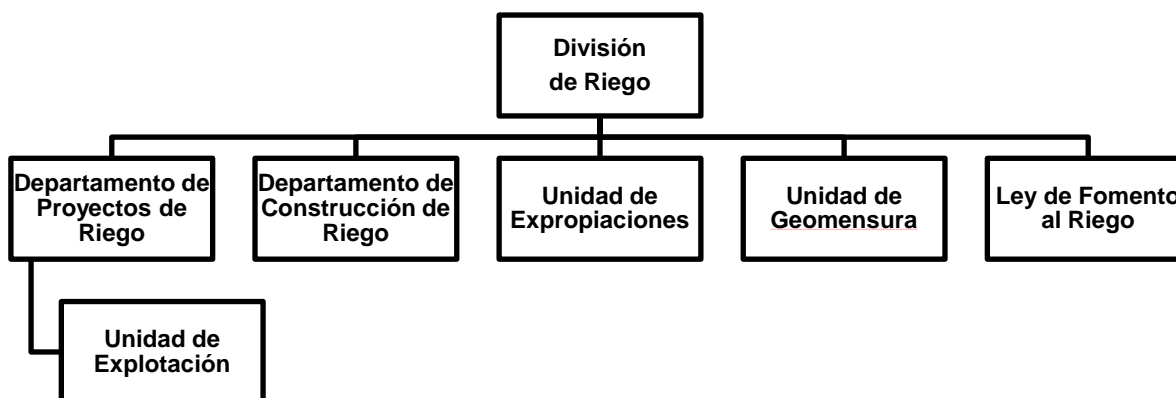 División
de Riego
Departamento de
Proyectos de
Riego
Departamento de
Construcción de
Riego
Unidad de
Expropiaciones
Unidad de
Geomensura
Ley de Fomento
al Riego
Unidad de
Explotación